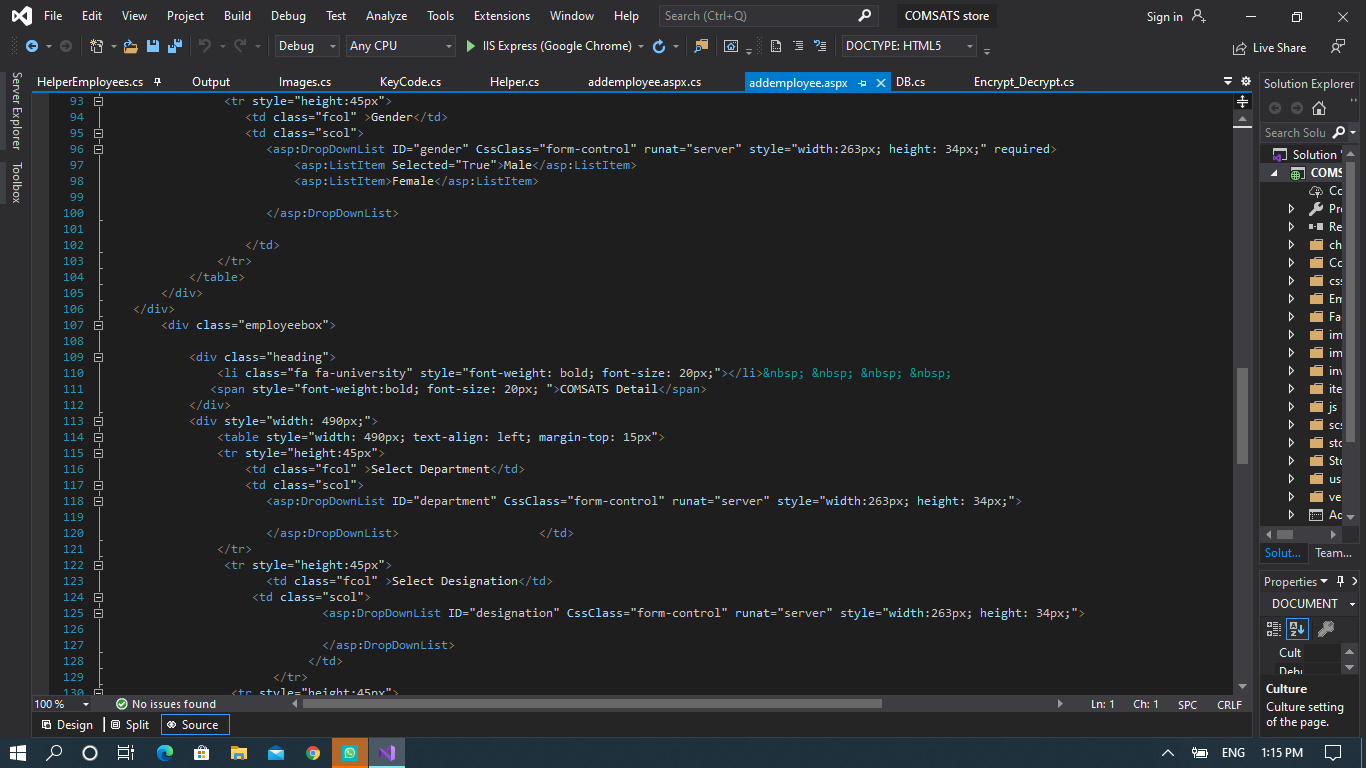 File Edit View Project Build Debug Test Analyze Tools Extensions Window Help Search (Ctrl+Q) COMSATS store Sign in
Debug Any CPU IIS Express (Google Chrome) DOCTYPE: HTML5 Live Share
HelperEmployees.cs Output Images.cs KeyCode.cs Helper.cs addemployee.aspx.cs addemployee.aspx DB.cs Encrypt_Decrypt.cs
Server Explorer
Toolbox
93 <tr style="height:45px">
94 <td class="fcol" >Gender</td>
95 <td class="scol">
96 <asp:DropDownList ID="gender" CssClass="form-control" runat="server" style="width:263px; height: 34px;" required>
97 <asp:ListItem Selected="True">Male</asp:ListItem>
98 <asp:ListItem>Female</asp:ListItem>
99
100 </asp:DropDownList>
101
102 </td>
103 </tr>
104 </table>
105 </div>
106 </div>
107 <div class="employeebox">
108
109 <div class="heading">
110 <li class="fa fa-university" style="font-weight: bold; font-size: 20px;"></li>&nbsp; &nbsp; &nbsp; &nbsp;
111 <span style="font-weight:bold; font-size: 20px; ">COMSATS Detail</span>
112 </div>
113 <div style="width: 490px;">
114 <table style="width: 490px; text-align: left; margin-top: 15px">
115 <tr style="height:45px">
116 <td class="fcol" >Select Department</td>
117 <td class="scol">
118 <asp:DropDownList ID="department" CssClass="form-control" runat="server" style="width:263px; height: 34px;">
119
120 </asp:DropDownList> </td>
121 </tr>
122 <tr style="height:45px">
123 <td class="fcol" >Select Designation</td>
124 <td class="scol">
125 <asp:DropDownList ID="designation" CssClass="form-control" runat="server" style="width:263px; height: 34px;">
126
127 </asp:DropDownList>
128 </td>
129 </tr>
130 <tr style="height:45px">
100 % No issues found Ln: 1 Ch: 1 SPC CRLF
Design Split Source
Solution Explorer
Search Solu
Solution '
COMS
Co
Pr
Re
ch
Co
css
Em
Fa
im
im
inv
ite
js
scs
sto
Sto
use
ve
Ad
Solut... Team...
Properties
DOCUMENT
Cult
Debu
Culture
Culture setting
of the page.
ENG 1:15 PM